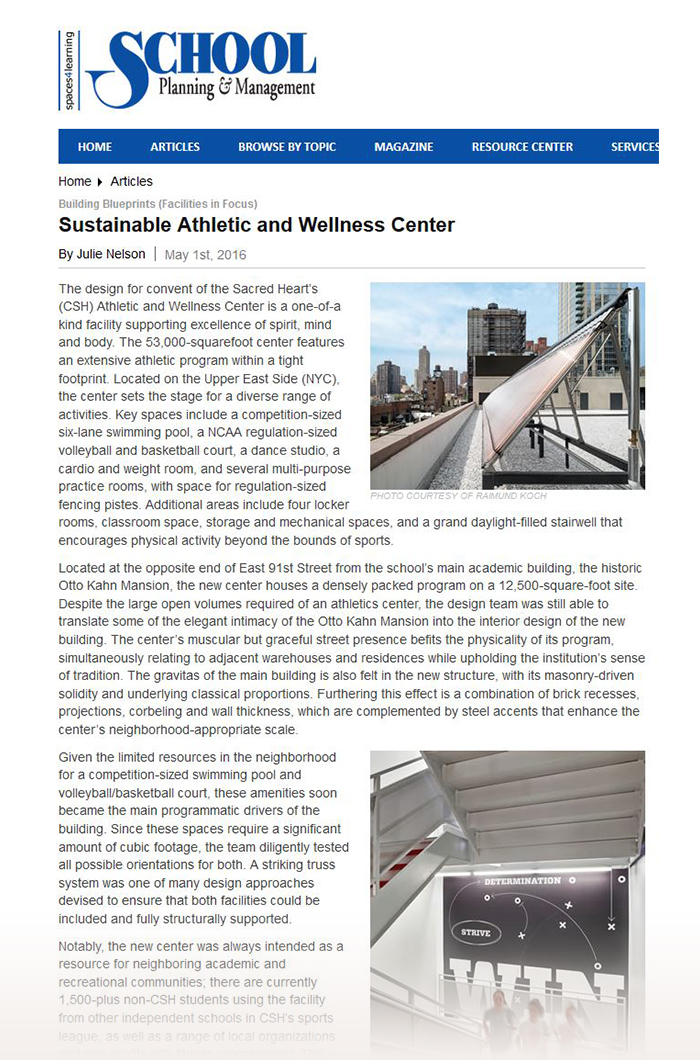 spaces4learning
SCHOOL
Planning & Management
HOME ARTICLES BROWSE BY TOPIC MAGAZINE RESOURCE CENTER SERVICES
Home ▸ Articles
Building Blueprints (Facilities in Focus)
Sustainable Athletic and Wellness Center
By Julie Nelson | May 1st, 2016
The design for convent of the Sacred Heart's
(CSH) Athletic and Wellness Center is a one-of-a
kind facility supporting excellence of spirit, mind
and body. The 53,000-squarefoot center features
an extensive athletic program within a tight
footprint. Located on the Upper East Side (NYC),
the center sets the stage for a diverse range of
activities. Key spaces include a competition-sized
six-lane swimming pool, a NCAA regulation-sized
volleyball and basketball court, a dance studio, a
cardio and weight room, and several multi-purpose
practice rooms, with space for regulation-sized
fencing pistes. Additional areas include four locker
rooms, classroom space, storage and mechanical spaces, and a grand daylight-filled stairwell that
encourages physical activity beyond the bounds of sports.
PHOTO COURTESY OF RAIMUND KOCH
Located at the opposite end of East 91st Street from the school's main academic building, the historic
Otto Kahn Mansion, the new center houses a densely packed program on a 12,500-square-foot site.
Despite the large open volumes required of an athletics center, the design team was still able to
translate some of the elegant intimacy of the Otto Kahn Mansion into the interior design of the new
building. The center's muscular but graceful street presence befits the physicality of its program,
simultaneously relating to adjacent warehouses and residences while upholding the institution's sense
of tradition. The gravitas of the main building is also felt in the new structure, with its masonry-driven
solidity and underlying classical proportions. Furthering this effect is a combination of brick recesses,
projections, corbeling and wall thickness, which are complemented by steel accents that enhance the
center's neighborhood-appropriate scale.
Given the limited resources in the neighborhood
for a competition-sized swimming pool and
volleyball/basketball court, these amenities soon
became the main programmatic drivers of the
building. Since these spaces require a significant
amount of cubic footage, the team diligently tested
all possible orientations for both. A striking truss
system was one of many design approaches
devised to ensure that both facilities could be
included and fully structurally supported.
Notably, the new center was always intended as a
resource for neighboring academic and
recreational communities; there are currently
1,500-plus non-CSH students using the facility
from other independent schools in CSH's sports
league, as well as a range of local organizations
DETERMINATION
STRIVE
WIN